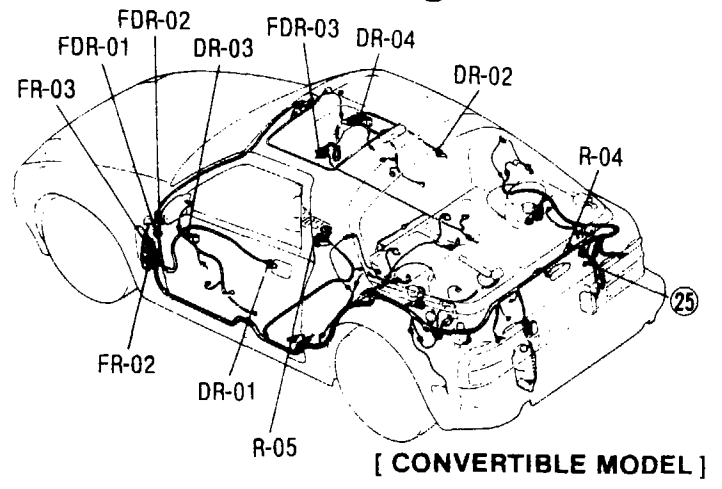 FDR-02
FDR-01
DR-03
FDR-03
DR-04
FR-03
DR-02
R-04
25
FR-02
DR-01
R-05
[ CONVERTIBLE MODEL ]